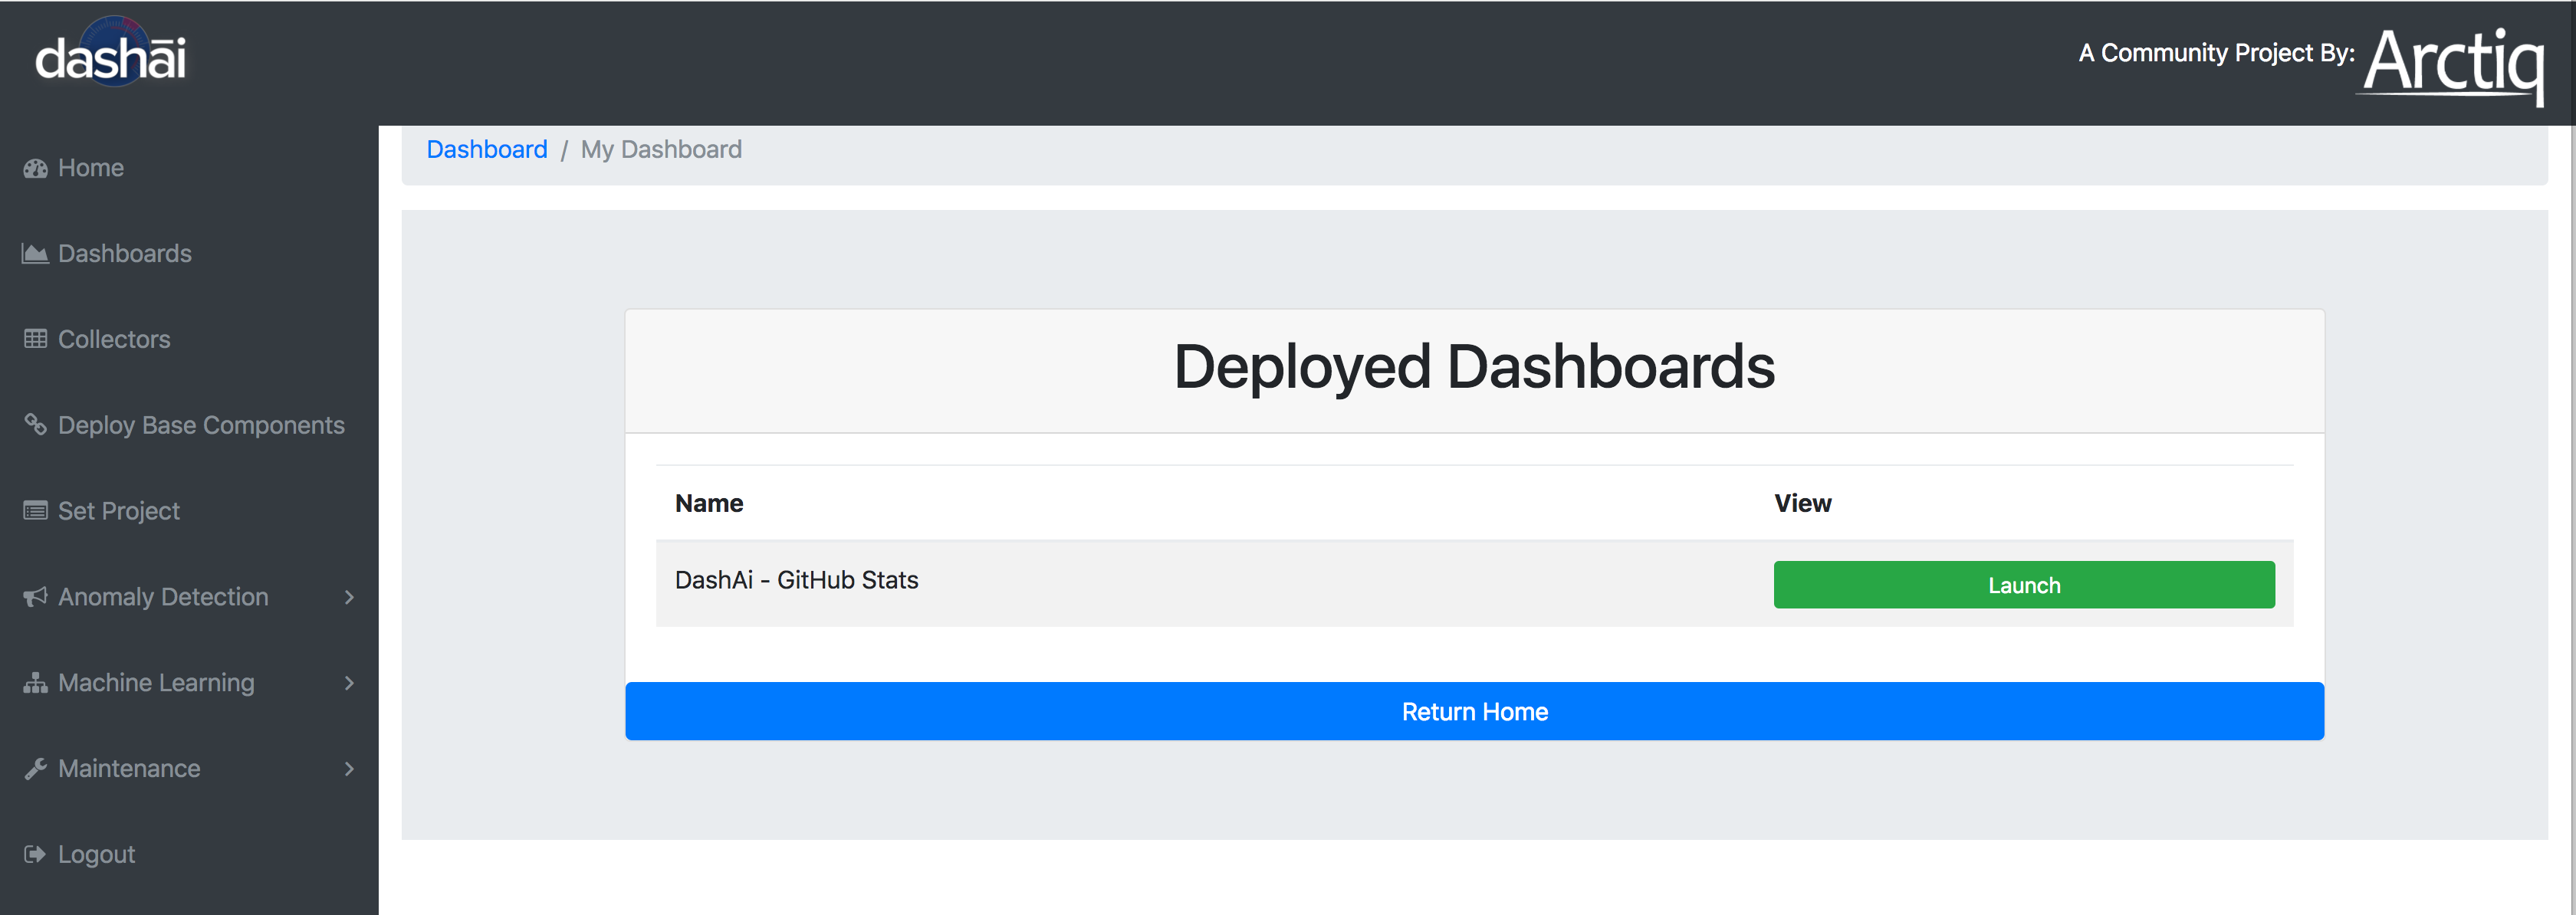 dashāi
A Community Project By: Arctiq
Home
Dashboards
Collectors
Deploy Base Components
Set Project
Anomaly Detection
Machine Learning
Maintenance
Logout
Dashboard / My Dashboard
Deployed Dashboards
Name View
DashAi - GitHub Stats Launch
Return Home